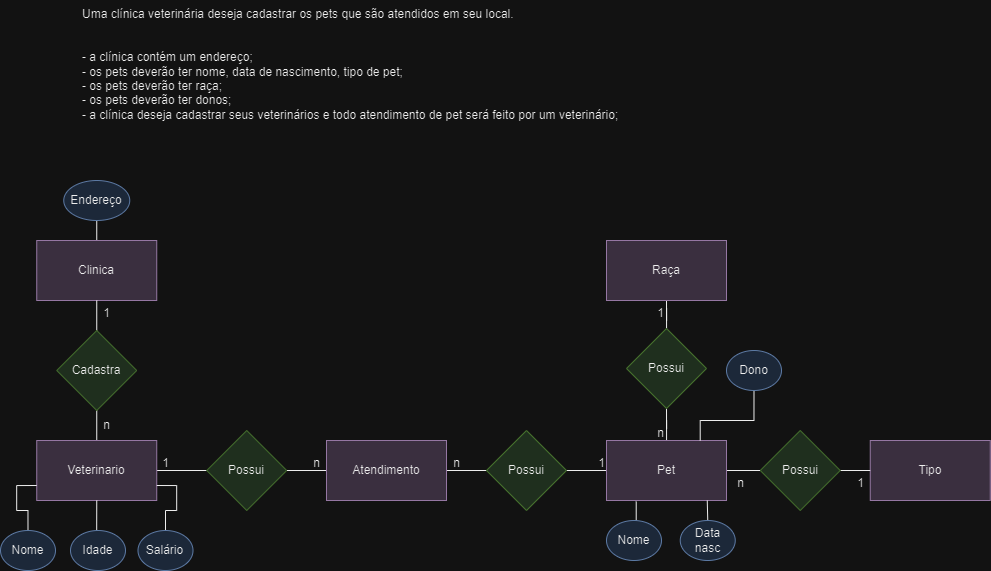 Uma clínica veterinária deseja cadastrar os pets que são atendidos em seu local.
- a clínica contém um endereço;
- os pets deverão ter nome, data de nascimento, tipo de pet;
- os pets deverão ter raça;
- os pets deverão ter donos;
- a clínica deseja cadastrar seus veterinários e todo atendimento de pet será feito por um veterinário;
Endereço
Clinica
Raça
1
1
Cadastra
Possui
Dono
n
n
Veterinario
1
Possui
n
Atendimento
n
Possui
1
Pet
n
Possui
1
Tipo
Nome
Idade
Salário
Nome
Data
nasc